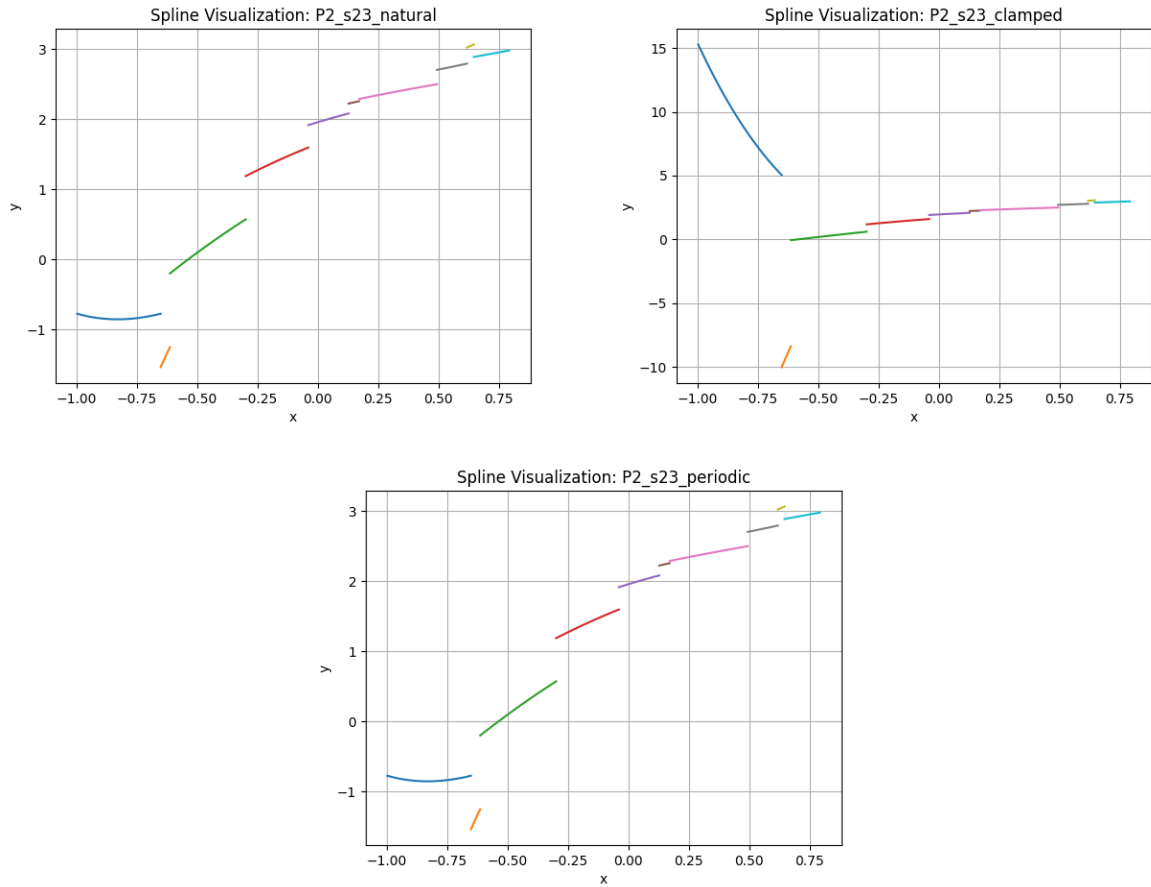 Spline Visualization: P2_s23_natural
y
3
2
1
0
−1
−1.00 −0.75 −0.50 −0.25 0.00 0.25 0.50 0.75
x
Spline Visualization: P2_s23_clamped
y
15
10
5
0
−5
−10
−1.00 −0.75 −0.50 −0.25 0.00 0.25 0.50 0.75
x
Spline Visualization: P2_s23_periodic
y
3
2
1
0
−1
−1.00 −0.75 −0.50 −0.25 0.00 0.25 0.50 0.75
x